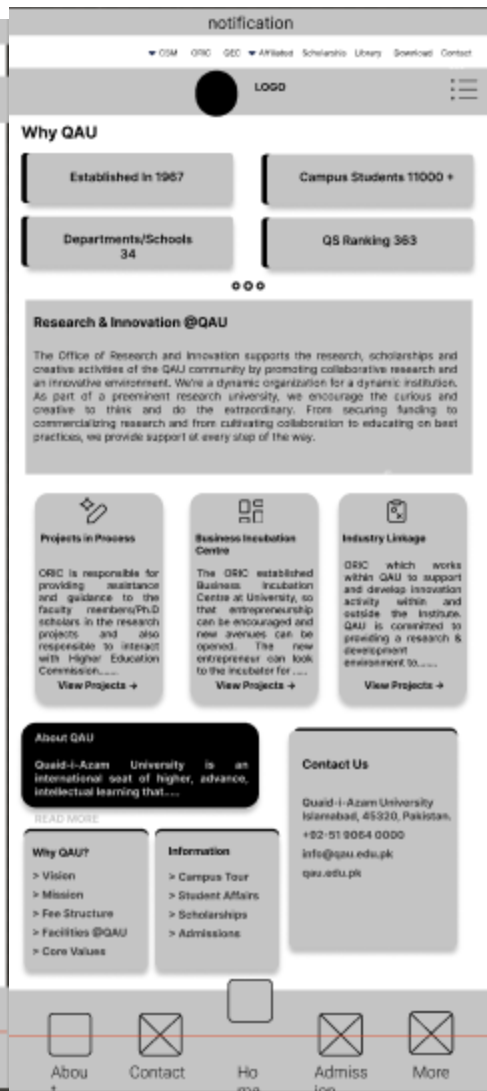 notification
CSM ORIC QEC Affiliated Scholarship Library Download Contact
LOGO
Why QAU
Established In 1967
Campus Students 11000 +
Departments/Schools
34
QS Ranking 363
Research & Innovation @QAU
The Office of Research and Innovation supports the research, scholarships and
creative activities of the QAU community by promoting collaborative research and
an innovative environment. We're a dynamic organization for a dynamic institution.
As part of a preeminent research university, we encourage the curious and
creative to think and do the extraordinary. From securing funding to
commercializing research and from cultivating collaboration to educating on best
practices, we provide support at every step of the way.
Projects in Process
ORIC is responsible for
providing assistance
and guidance to the
faculty members/Ph.D
scholars in the research
projects and also
responsible to interact
with Higher Education
Commission......
View Projects →
Business Incubation
Centre
The ORIC established
Business Incubation
Centre at University, so
that entrepreneurship
can be encouraged and
new avenues can be
opened. The new
entrepreneur can look
to the incubator for .....
View Projects →
Industry Linkage
ORIC which works
within QAU to support
and develop innovation
activity within and
outside the Institute.
QAU is committed to
providing a research &
development
environment to......
View Projects →
About QAU
Quaid-i-Azam University is an
international seat of higher, advance,
intellectual learning that.....
READ MORE
Contact Us
Quaid-i-Azam University
Islamabad, 45320, Pakistan.
+92-51 9064 0000
info@qau.edu.pk
qau.edu.pk
Why QAU?
> Vision
> Mission
> Fee Structure
> Facilities @QAU
> Core Values
Information
> Campus Tour
> Student Affairs
> Scholarships
> Admissions
Abou
t
Contact
Ho
me
Admiss
ion
More